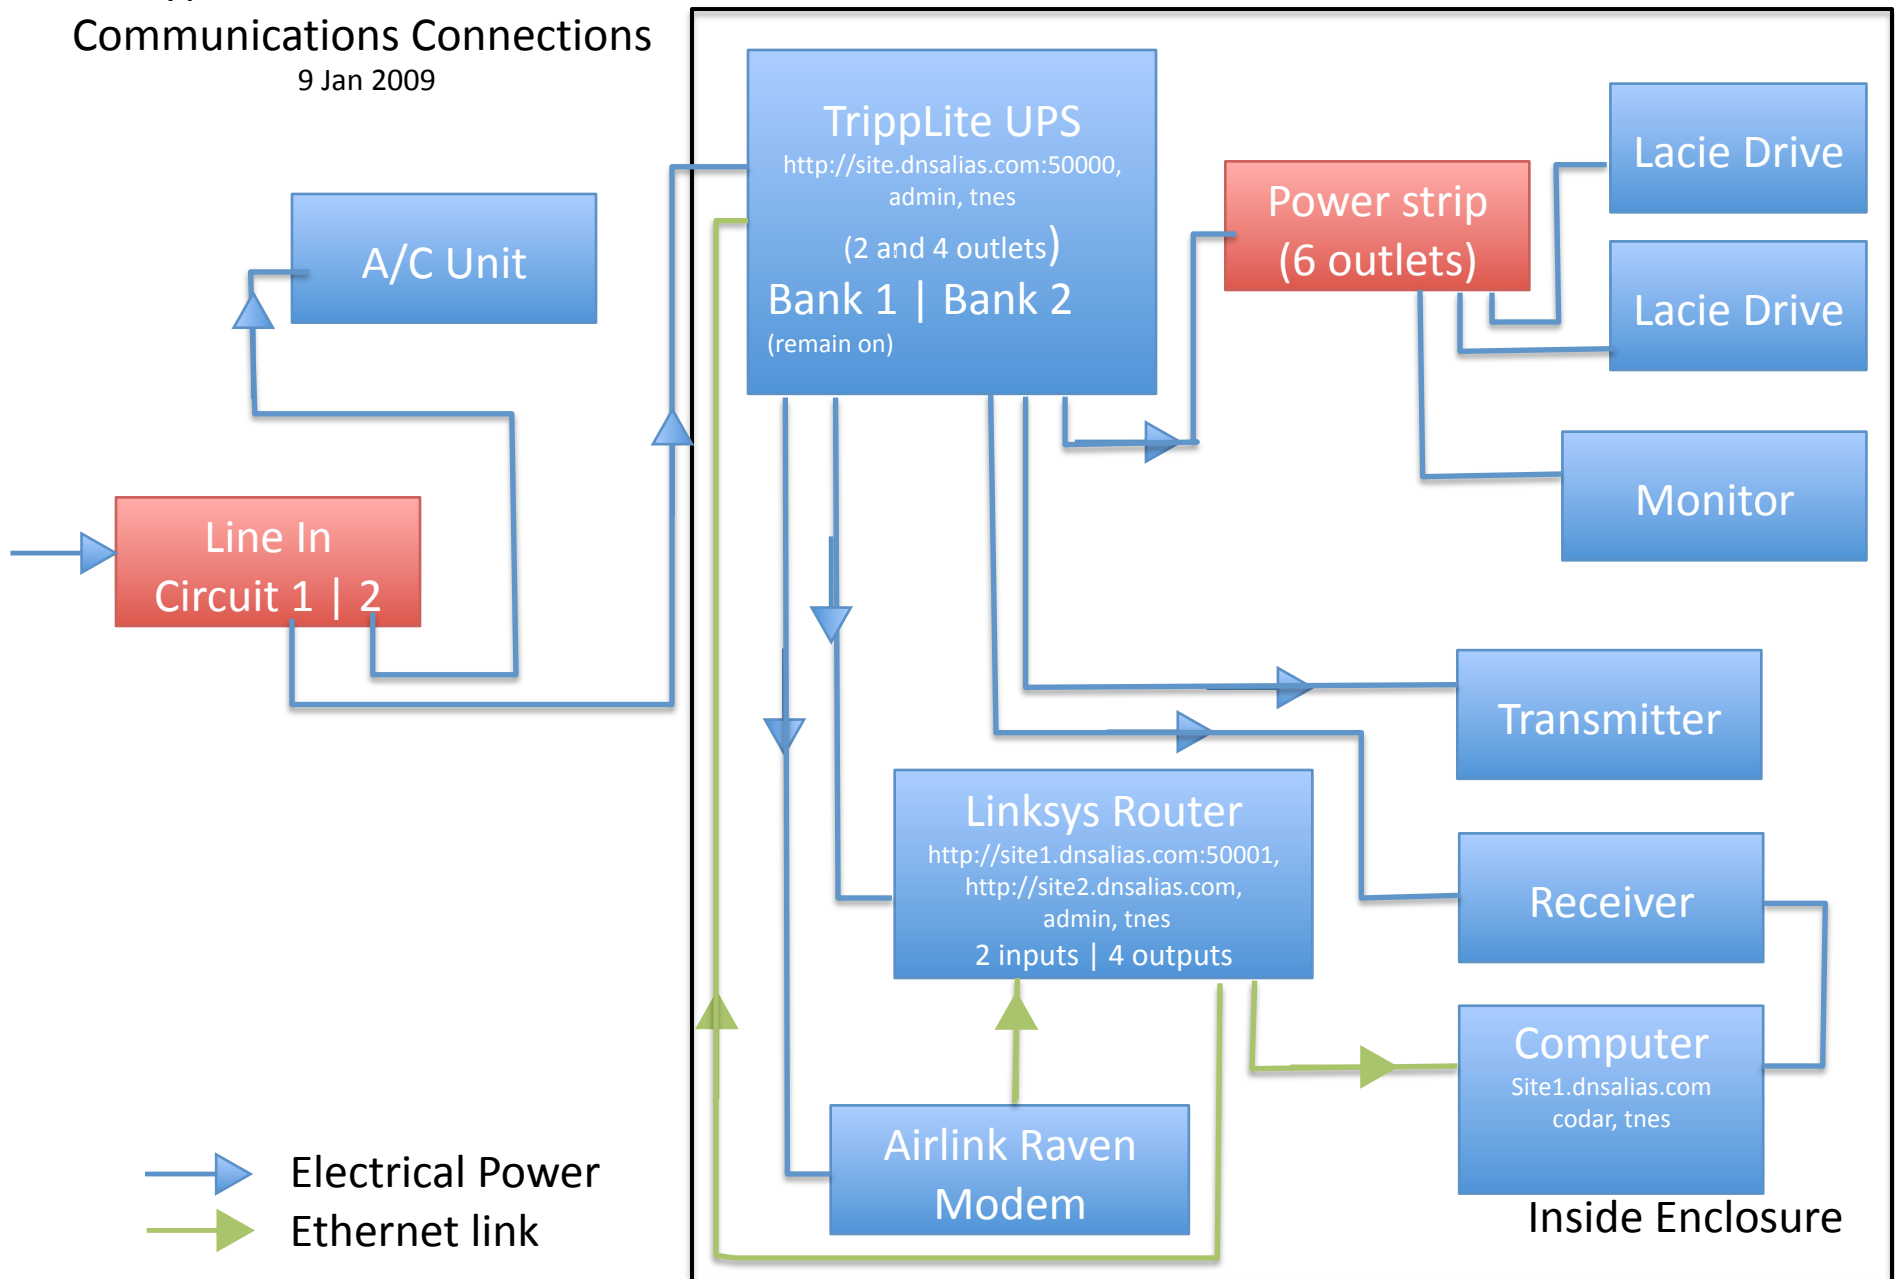 Communications Connections
9 Jan 2009
TrippLite UPS
http://site.dnsalias.com:50000,
admin, tnes
(2 and 4 outlets)
Bank 1 | Bank 2
(remain on)
Power strip
(6 outlets)
Lacie Drive
Lacie Drive
Monitor
A/C Unit
Line In
Circuit 1 | 2
Transmitter
Linksys Router
http://site1.dnsalias.com:50001,
http://site2.dnsalias.com,
admin, tnes
2 inputs | 4 outputs
Receiver
Computer
Site1.dnsalias.com
codar, tnes
Airlink Raven
Modem
Electrical Power
Ethernet link
Inside Enclosure